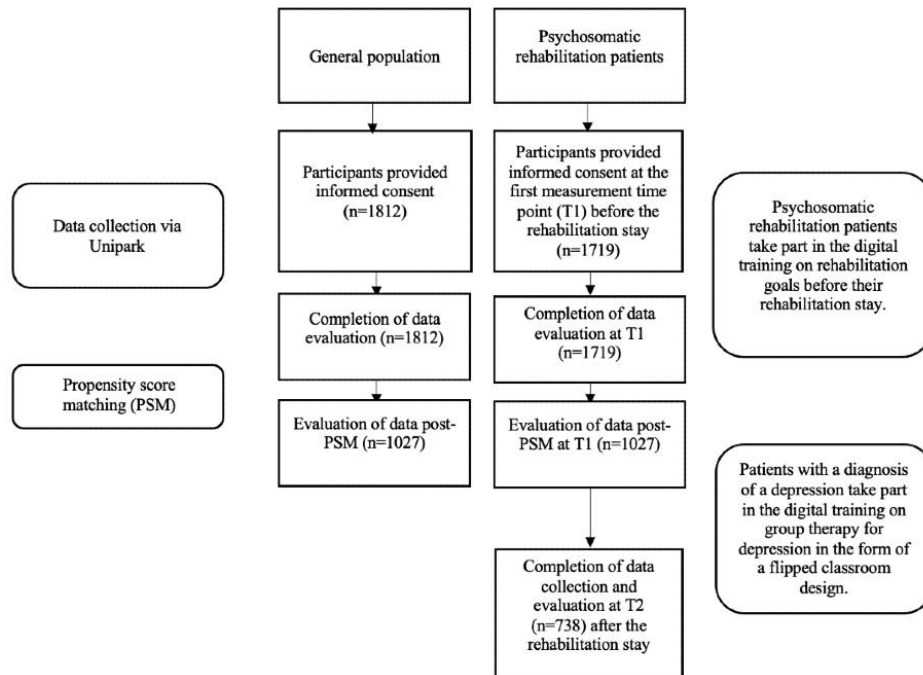 General population
Psychosomatic
rehabilitation patients
Participants provided
informed consent
(n=1812)
Participants provided
informed consent at the
first measurement time
point (T1) before the
rehabilitation stay
(n=1719)
Data collection via
Unipark
Psychosomatic
rehabilitation patients
take part in the digital
training on rehabilitation
goals before their
rehabilitation stay.
Completion of data
evaluation (n=1812)
Completion of data
evaluation at T1
(n=1719)
Propensity score
matching (PSM)
Evaluation of data post-
PSM (n=1027)
Evaluation of data post-
PSM at T1 (n=1027)
Patients with a diagnosis
of a depression take part
in the digital training on
group therapy for
depression in the form of
a flipped classroom
design.
Completion of data
collection and
evaluation at T2
(n=738) after the
rehabilitation stay